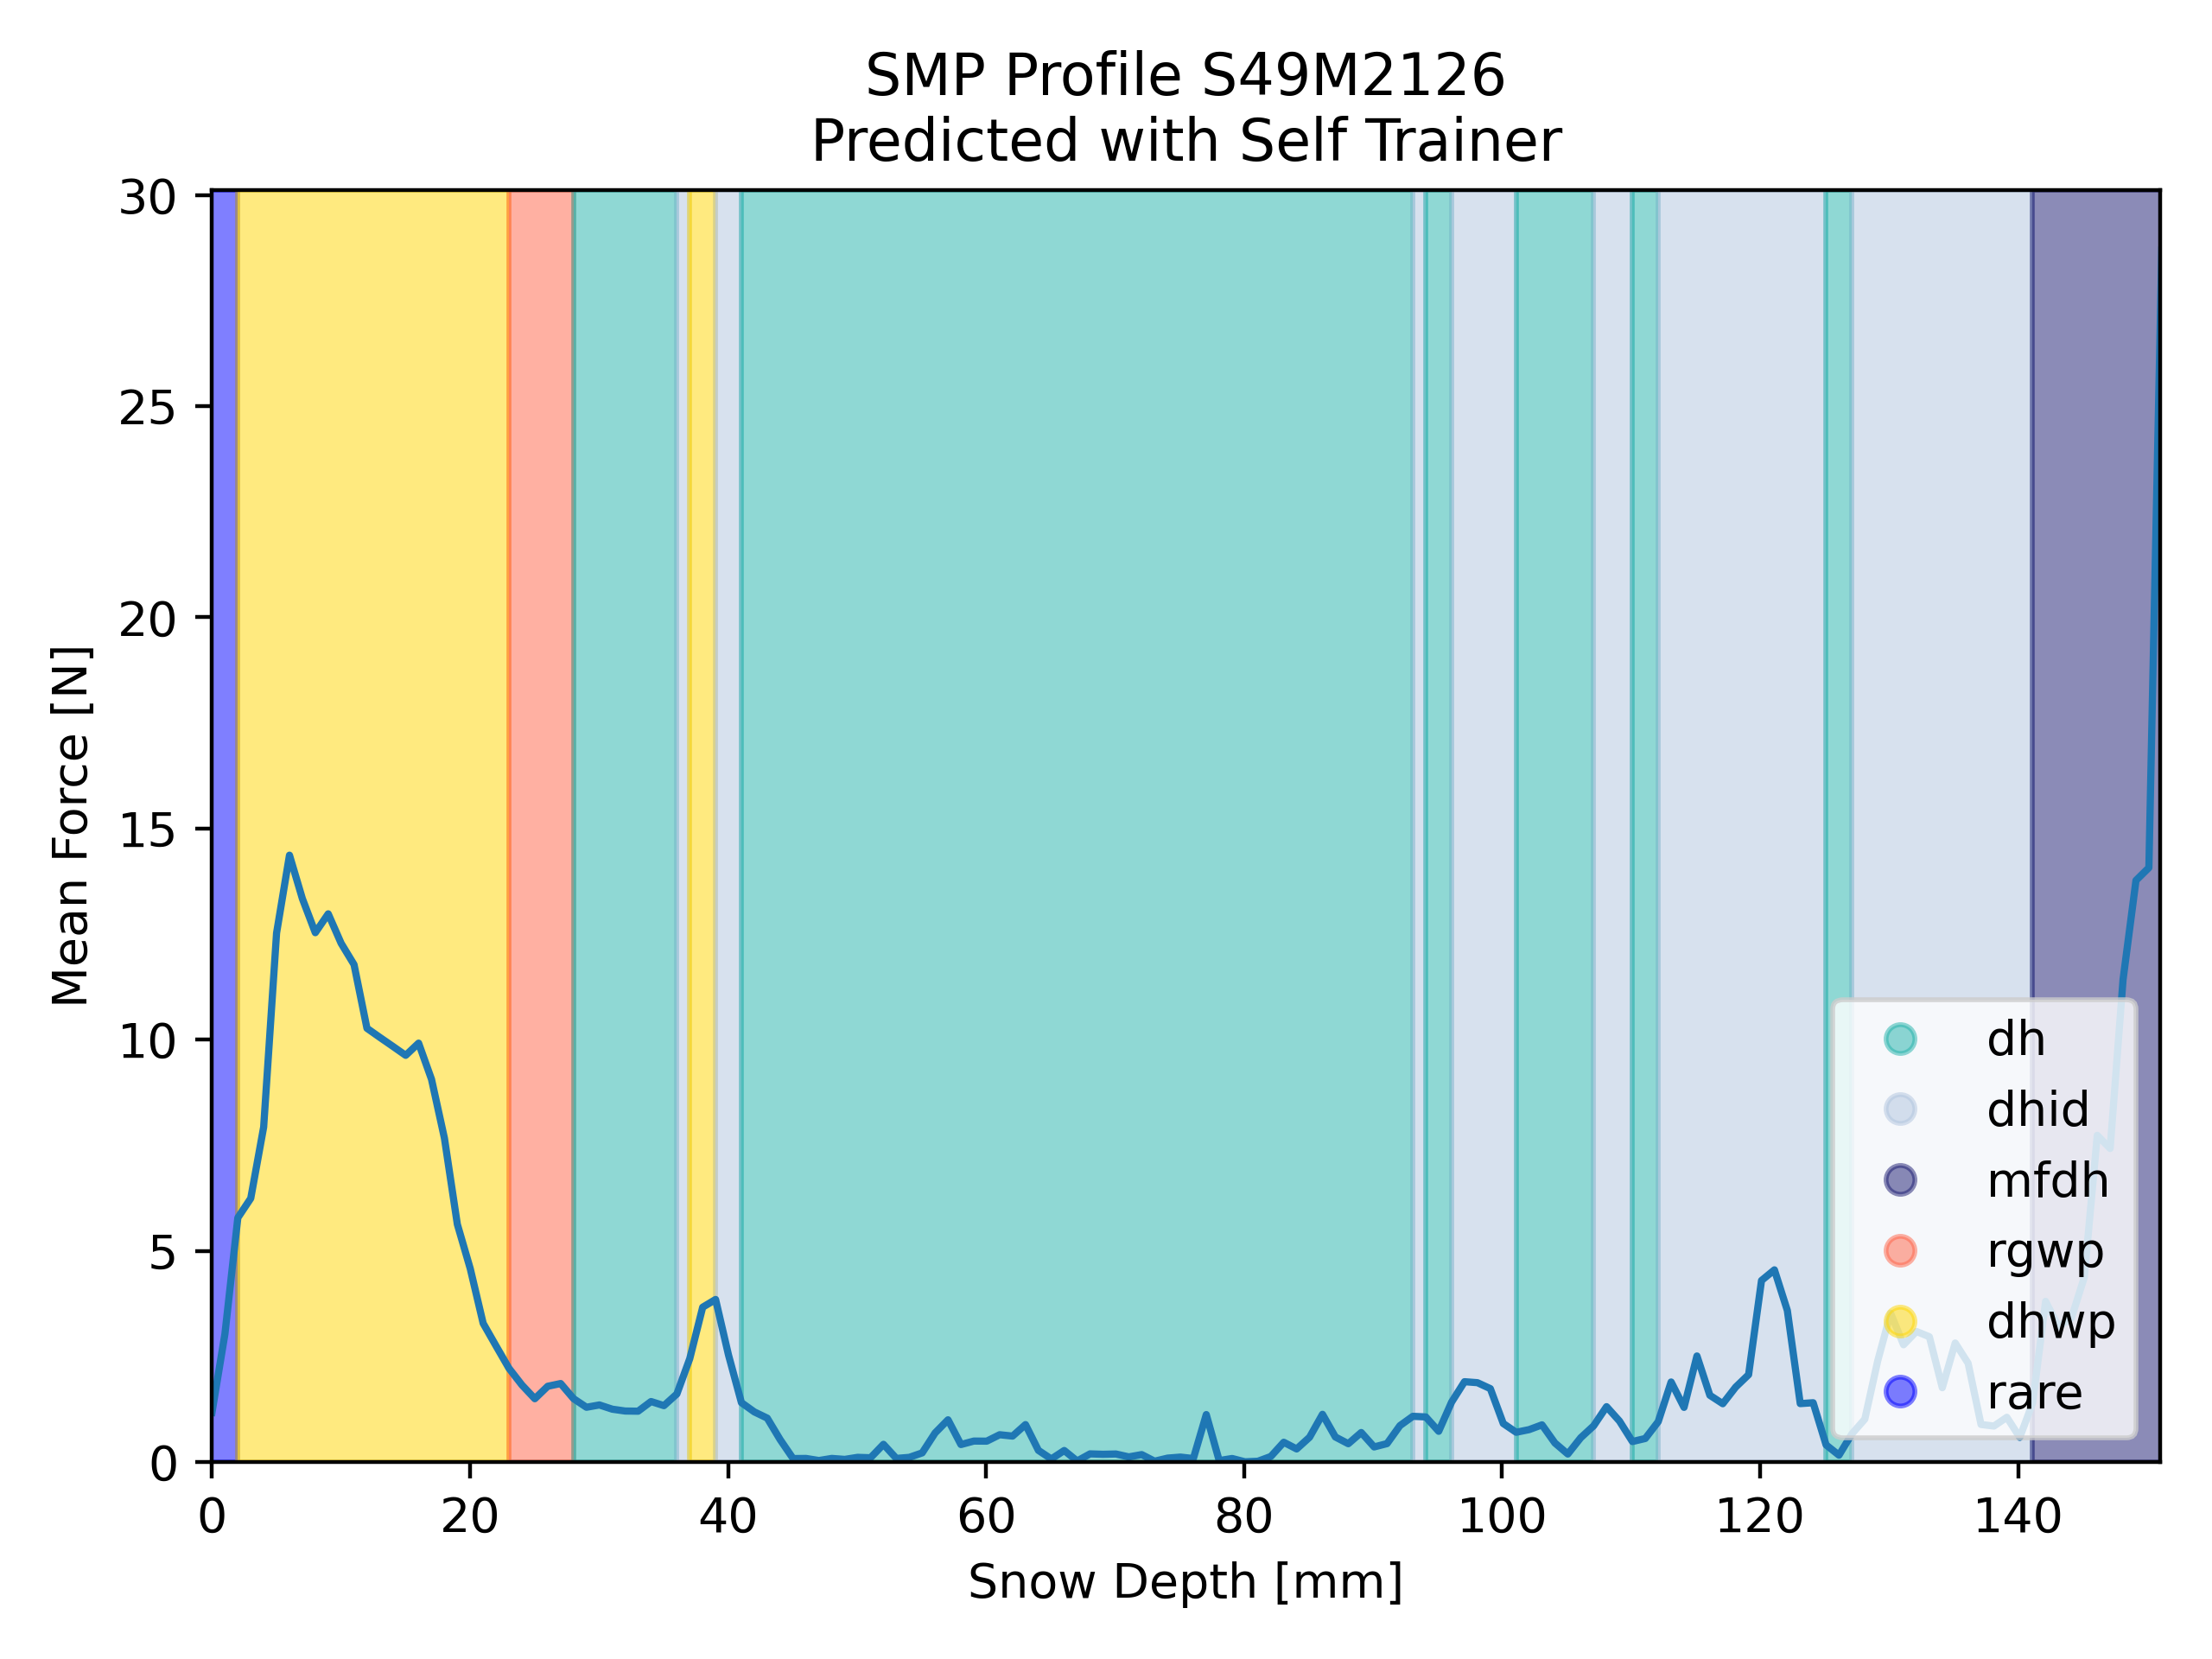 SMP Profile S49M2126
Predicted with Self Trainer
30
25
20
15
10
5
0
Mean Force [N]
0 20 40 60 80 100 120 140
Snow Depth [mm]
dh
dhid
mfdh
rgwp
dhwp
rare